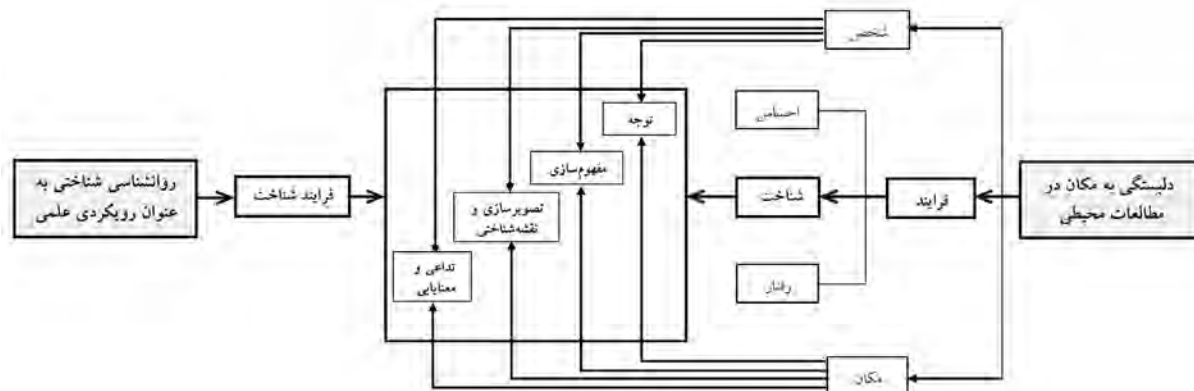 شخص
احساس
توجه
مفهوم‌سازی
دلبستگی به مکان در
مطالعات محیطی
فرایند
شناخت
تصویرسازی و
نقشه‌شناختی
فرایند شناخت
روانشناسی شناختی به
عنوان رویکردی علمی
تداعی و
معنایابی
رفتار
مکان